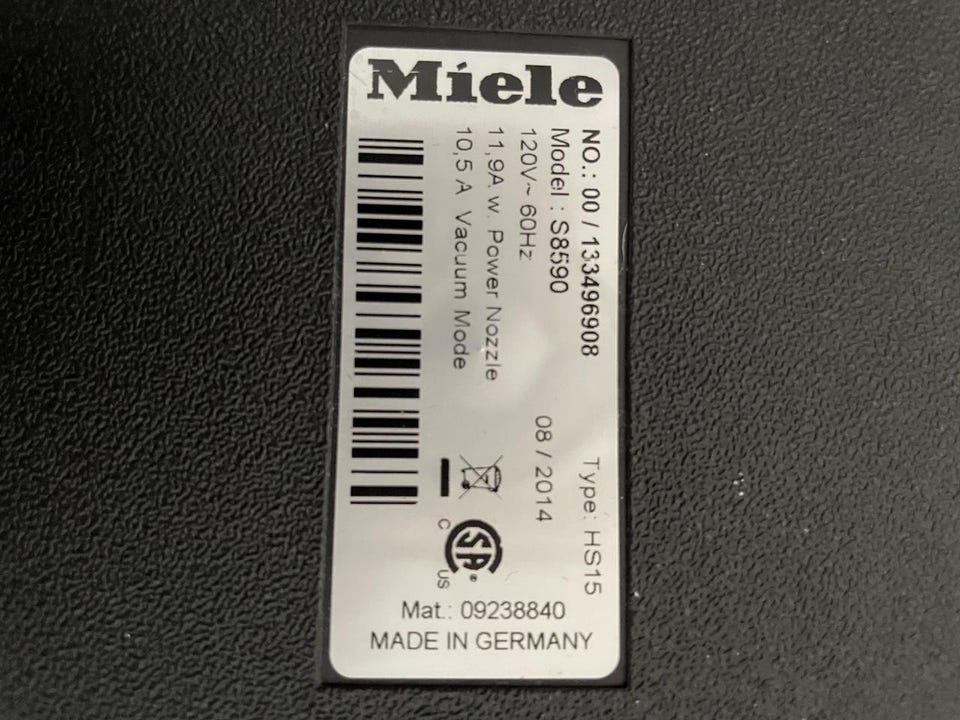 Miele
NO.: 00 / 133496908 Type: HS15
Model : S8590
120V~ 60Hz 08 / 2014
11,9A w. Power Nozzle
10,5 A Vacuum Mode
C SA® US
Mat.: 09238840
MADE IN GERMANY